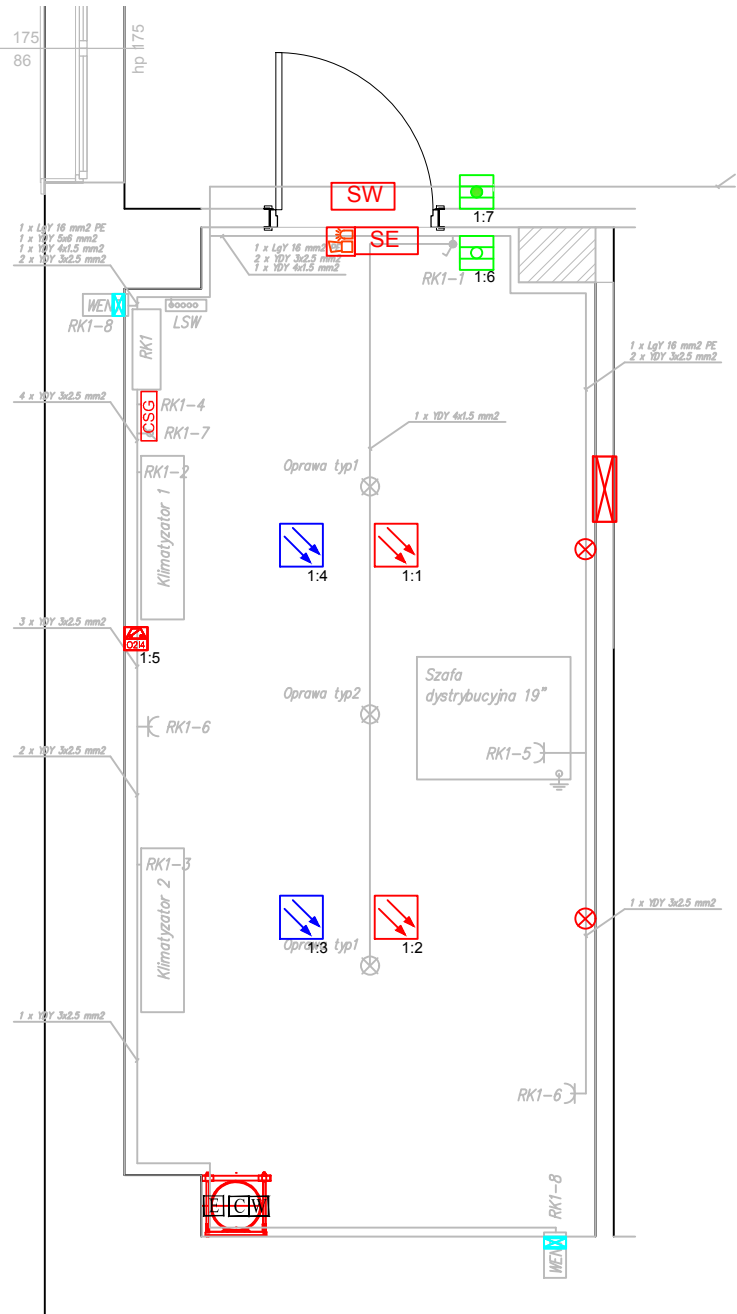 175
86
hp 175
SW
1:7
1 x LgY 16 mm2 PE
1 x YDY 5x6 mm2
1 x YDY 4x1.5 mm2
2 x YDY 3x2.5 mm2
1 x LgY 16 mm2 PE
2 x YDY 3x2.5 mm2
1 x YDY 4x1.5 mm2
SE
RK1-1
1:6
WEN
RK1-8
LSW
RK1
1 x LgY 16 mm2 PE
2 x YDY 3x2.5 mm2
4 x YDY 3x2.5 mm2
CSG
RK1-4
RK1-7
1 x YDY 4x1.5 mm2
RK1-2
Klimatyzator 1
Oprawa typ1
1:4
1:1
3 x YDY 3x2.5 mm2
1:5
Szafa
dystrybucyjna 19"
Oprawa typ2
RK1-6
RK1-5
2 x YDY 3x2.5 mm2
RK1-3
Klimatyzator 2
1 x YDY 3x2.5 mm2
Oprawa typ1
1:3
1:2
1 x YDY 3x2.5 mm2
RK1-6
E C W
RK1-8
WEN